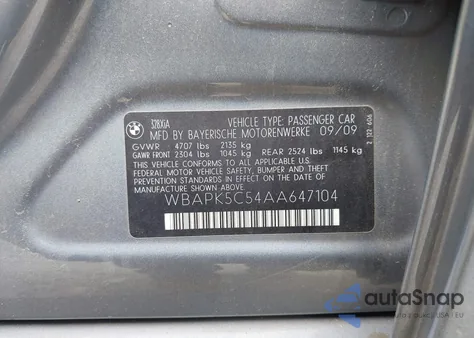 BMW
328XiA
VEHICLE TYPE: PASSENGER CAR
MFD BY BAYERISCHE MOTORENWERKE 09/09
GVWR 4707 lbs 2135 kg
GAWR FRONT 2304 lbs 1045 kg REAR 2524 lbs 1145 kg
THIS VEHICLE CONFORMS TO ALL APPLICABLE U.S.
FEDERAL MOTOR VEHICLE SAFETY, BUMPER, AND
THEFT PREVENTION STANDARDS IN EFFECT ON THE
DATE OF MANUFACTURE SHOWN ABOVE.
WBAPK5C54AA647104
autoSnap